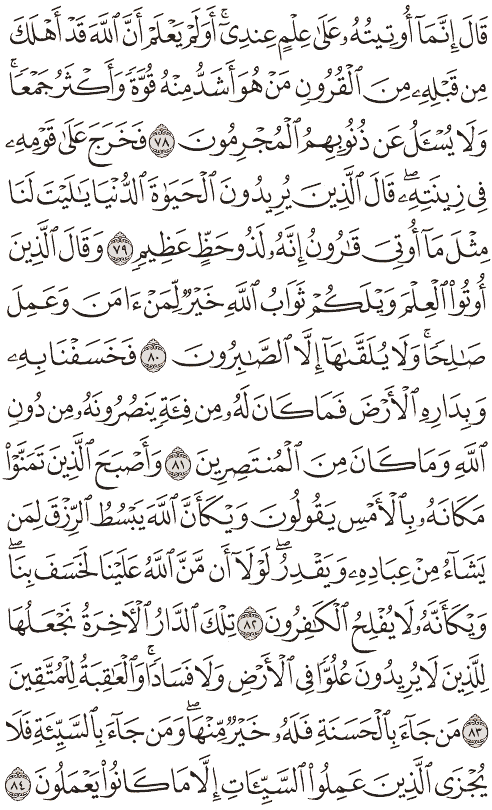 قَالَ إِنَّمَآ أُوتِيتُهُۥ عَلَىٰ عِلْمٍ عِندِىٓ ۚ أَوَلَمْ يَعْلَمْ أَنَّ ٱللَّهَ قَدْ أَهْلَكَ
مِن قَبْلِهِۦ مِنَ ٱلْقُرُونِ مَنْ هُوَ أَشَدُّ مِنْهُ قُوَّةً وَأَكْثَرُ جَمْعًا ۚ
وَلَا يُسْـَٔلُ عَن ذُنُوبِهِمُ ٱلْمُجْرِمُونَ ٧٨ فَخَرَجَ عَلَىٰ قَوْمِهِۦ
فِى زِينَتِهِۦ ۖ قَالَ ٱلَّذِينَ يُرِيدُونَ ٱلْحَيَوٰةَ ٱلدُّنْيَا يَـٰلَيْتَ لَنَا
مِثْلَ مَآ أُوتِىَ قَـٰرُونُ إِنَّهُۥ لَذُو حَظٍّ عَظِيمٍ ٧٩ وَقَالَ ٱلَّذِينَ
أُوتُوا۟ ٱلْعِلْمَ وَيْلَكُمْ ثَوَابُ ٱللَّهِ خَيْرٌ لِّمَنْ ءَامَنَ وَعَمِلَ
صَـٰلِحًا ۚ وَلَا يُلَقَّىٰهَآ إِلَّا ٱلصَّـٰبِرُونَ ٨٠ فَخَسَفْنَا بِهِۦ
وَبِدَارِهِ ٱلْأَرْضَ فَمَا كَانَ لَهُۥ مِن فِئَةٍ يَنصُرُونَهُۥ مِن دُونِ
ٱللَّهِ وَمَا كَانَ مِنَ ٱلْمُنتَصِرِينَ ٨١ وَأَصْبَحَ ٱلَّذِينَ تَمَنَّوْا۟
مَكَانَهُۥ بِٱلْأَمْسِ يَقُولُونَ وَيْكَأَنَّ ٱللَّهَ يَبْسُطُ ٱلرِّزْقَ لِمَن
يَشَآءُ مِنْ عِبَادِهِۦ وَيَقْدِرُ ۖ لَوْلَآ أَن مَّنَّ ٱللَّهُ عَلَيْنَا لَخَسَفَ بِنَا ۖ
وَيْكَأَنَّهُۥ لَا يُفْلِحُ ٱلْكَـٰفِرُونَ ٨٢ تِلْكَ ٱلدَّارُ ٱلْـَٔاخِرَةُ نَجْعَلُهَا
لِلَّذِينَ لَا يُرِيدُونَ عُلُوًّا فِى ٱلْأَرْضِ وَلَا فَسَادًا ۚ وَٱلْعَـٰقِبَةُ لِلْمُتَّقِينَ
٨٣ مَن جَآءَ بِٱلْحَسَنَةِ فَلَهُۥ خَيْرٌ مِّنْهَا ۖ وَمَن جَآءَ بِٱلسَّيِّئَةِ فَلَا
يُجْزَى ٱلَّذِينَ عَمِلُوا۟ ٱلسَّيِّـَٔاتِ إِلَّا مَا كَانُوا۟ يَعْمَلُونَ ٨٤